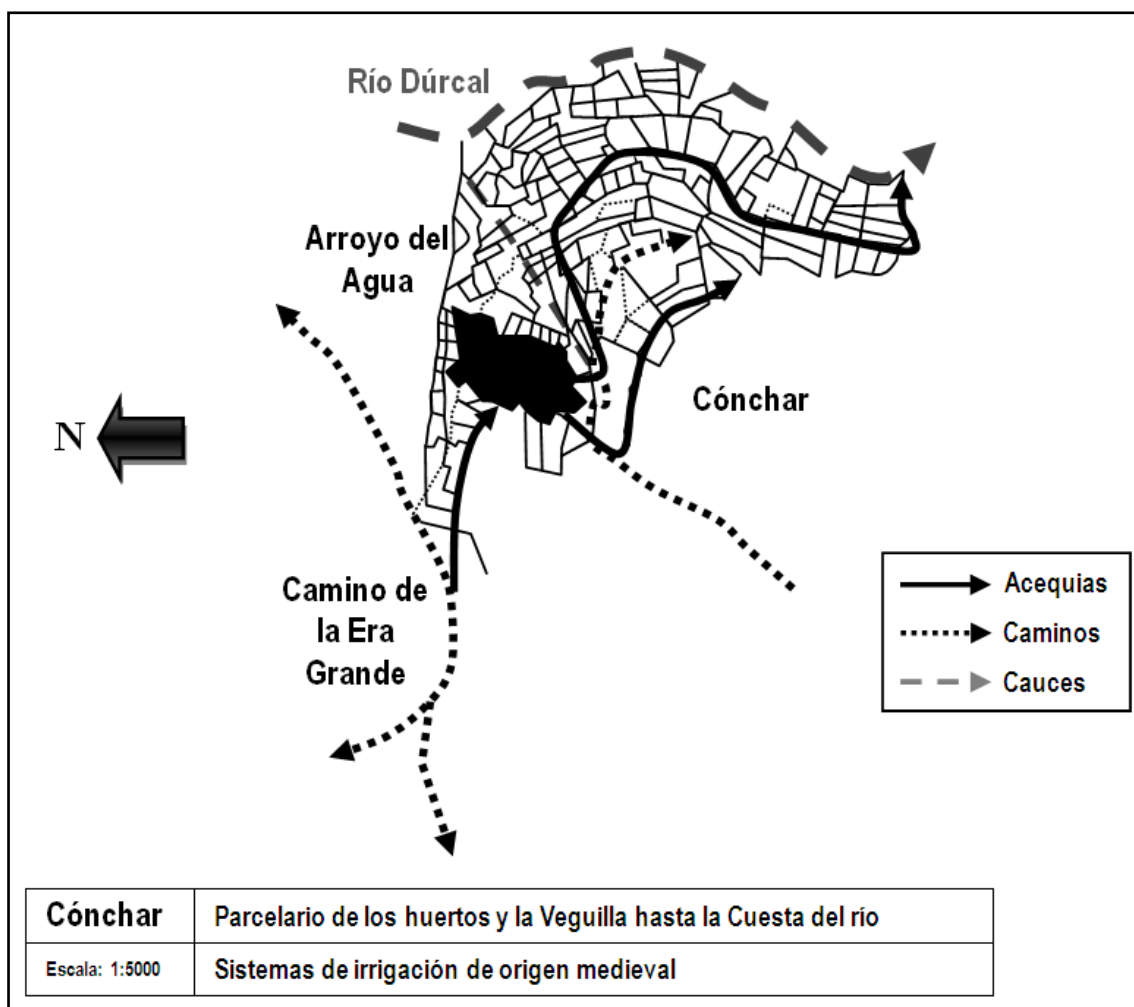 Río Dúrcal
Arroyo del
Agua
Cónchar
N
Camino de
la Era
Grande
Acequias
Caminos
Cauces
Cónchar
Parcelario de los huertos y la Veguilla hasta la Cuesta del río
Escala: 1:5000
Sistemas de irrigación de origen medieval